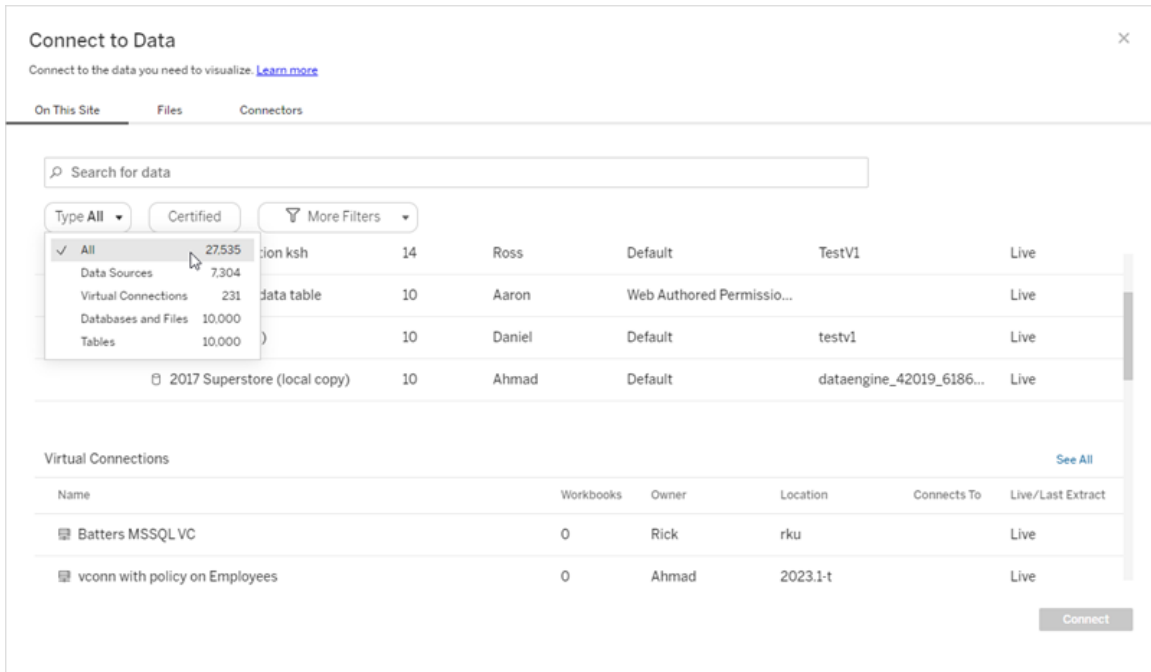 Connect to Data
Connect to the data you need to visualize. Learn more
On This Site Files Connectors
Search for data
Type All Certified More Filters
All 27,535
Data Sources 7,304
Virtual Connections 231
Databases and Files 10,000
Tables 10,000
ksh 14 Ross Default TestV1 Live
data table 10 Aaron Web Authored Permissio... Live
) 10 Daniel Default testv1 Live
2017 Superstore (local copy) 10 Ahmad Default dataengine_42019_6186... Live
Virtual Connections See All
Name Workbooks Owner Location Connects To Live/Last Extract
Batters MSSQL VC 0 Rick rku Live
vconn with policy on Employees 0 Ahmad 2023.1-t Live
Connect